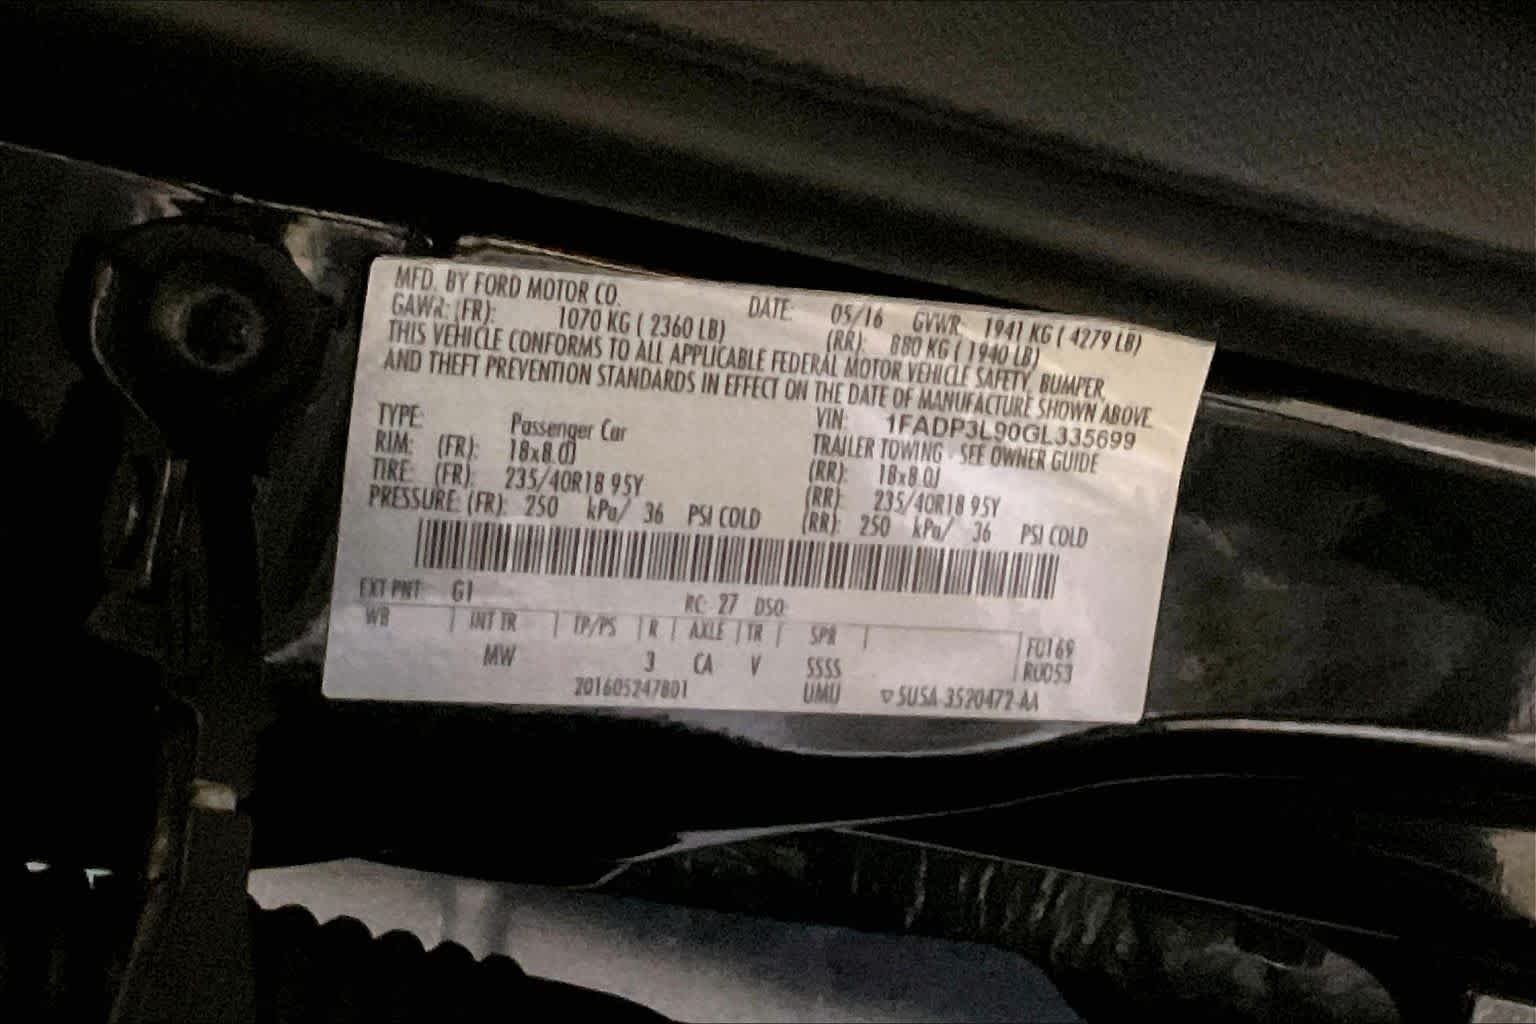 MFD. BY FORD MOTOR CO. DATE: 05/16 GVWR: 1941 KG ( 4279 LB)
GAWR: (FR): 1070 KG ( 2360 LB) (RR): 880 KG ( 1940 LB)
THIS VEHICLE CONFORMS TO ALL APPLICABLE FEDERAL MOTOR VEHICLE SAFETY, BUMPER,
AND THEFT PREVENTION STANDARDS IN EFFECT ON THE DATE OF MANUFACTURE SHOWN ABOVE.
VIN: 1FADP3L90GL335699
TYPE: Passenger Car TRAILER TOWING - SEE OWNER GUIDE
RIM: (FR): 18x8.0J (RR): 18x8.0J
TIRE: (FR): 235/40R18 95Y (RR): 235/40R18 95Y
PRESSURE: (FR): 250 kPa/ 36 PSI COLD (RR): 250 kPa/ 36 PSI COLD
EXT PNT: G1 RC: 27 DSO:
WB | INT TR | TP/PS | R | AXLE | TR | SPR | F0169
MW 3 CA V SSSS RU053
201605247801 UMU ▽5USA-3520472-AA